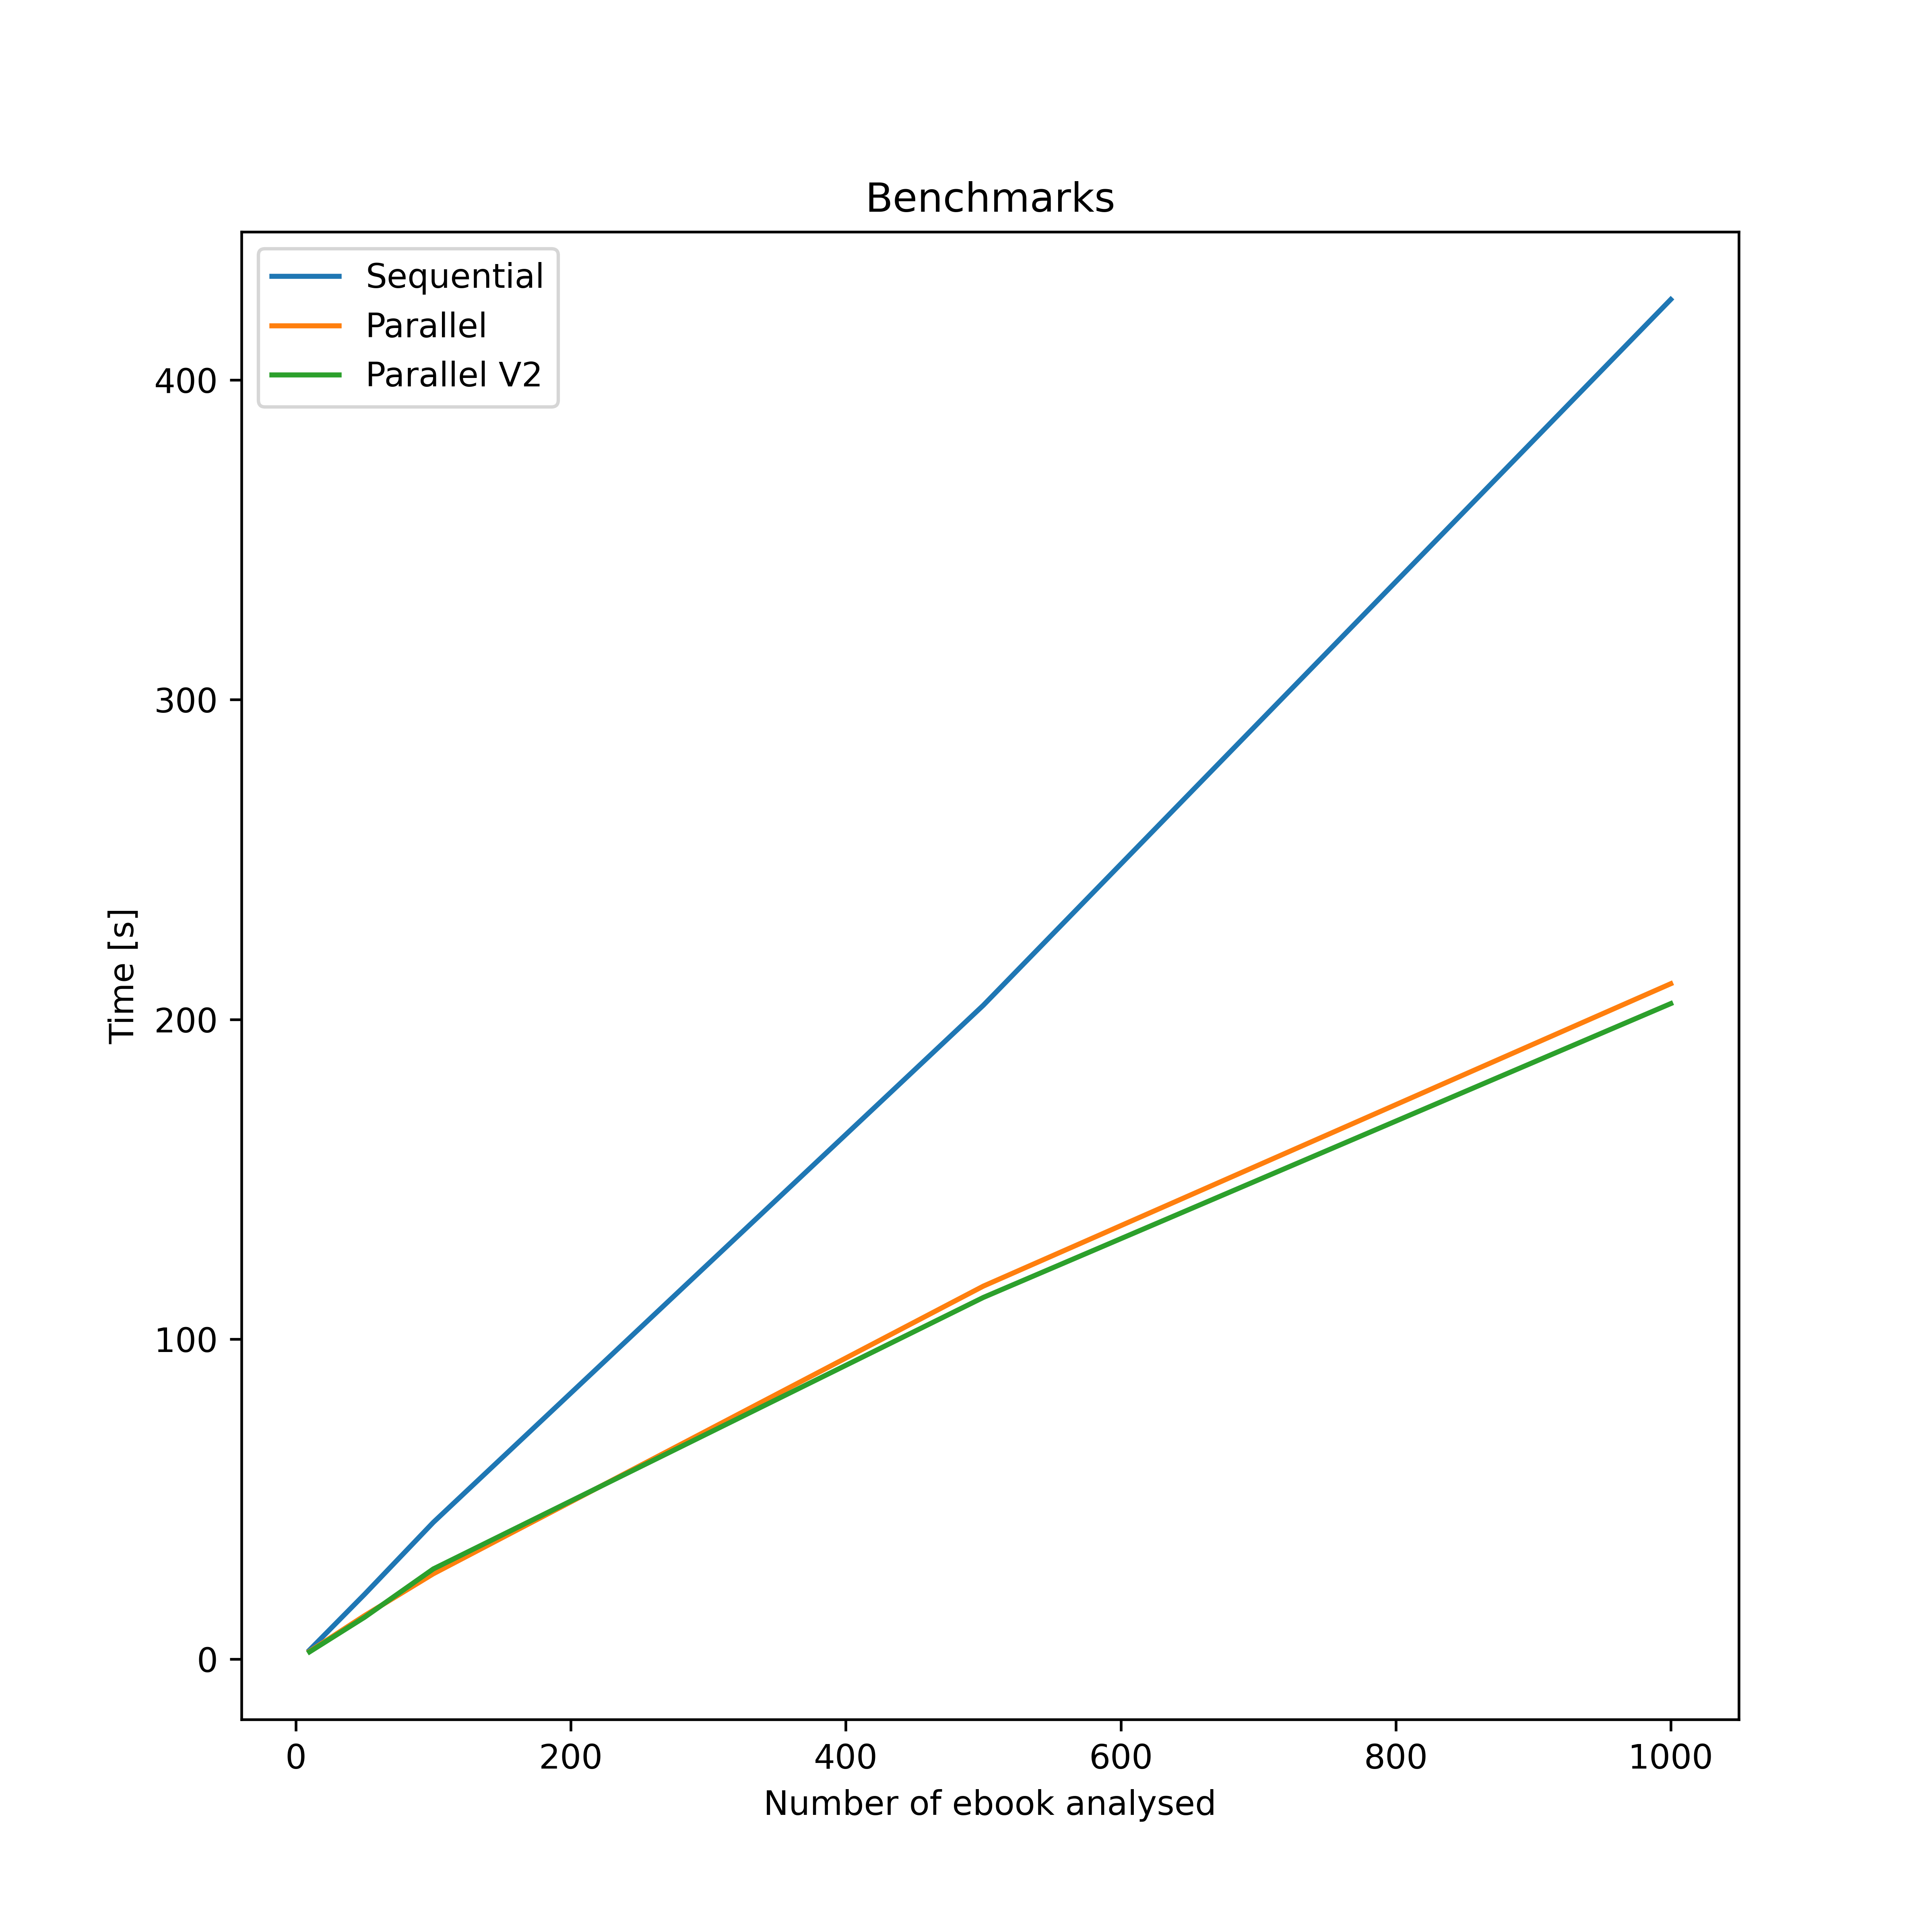 Benchmarks
Sequential
Parallel
Parallel V2
400
300
200
100
0
Time [s]
0 200 400 600 800 1000
Number of ebook analysed